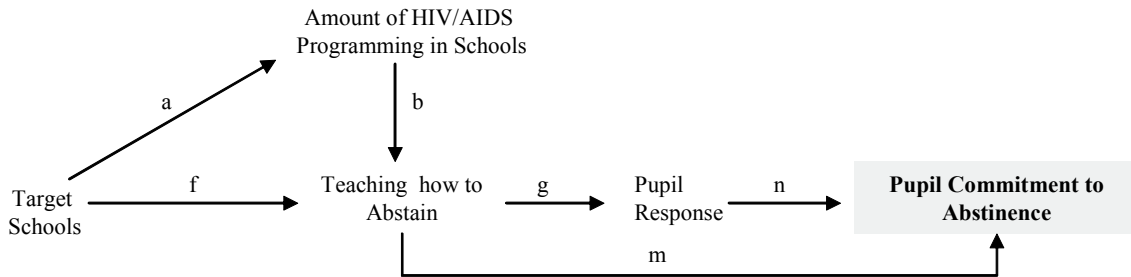 Amount of HIV/AIDS
Programming in Schools
a
b
Target
Schools
f
Teaching how to
Abstain
g
Pupil
Response
n
Pupil Commitment to
Abstinence
m